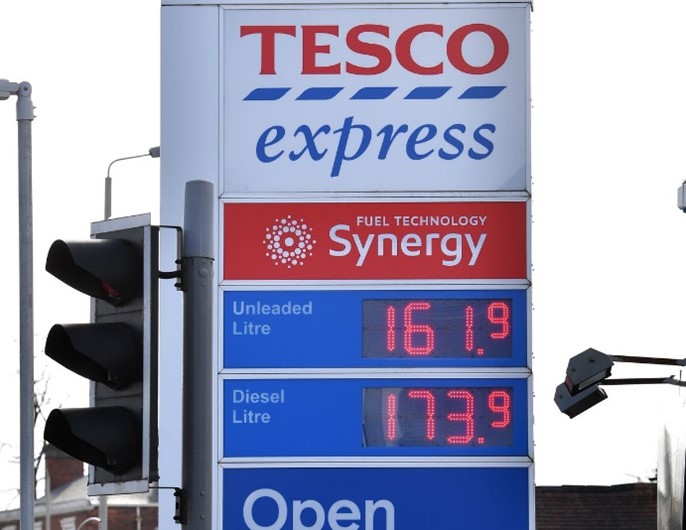 TESCO
express
FUEL TECHNOLOGY
Synergy
Unleaded
Litre
161.9
Diesel
Litre
173.9
Open